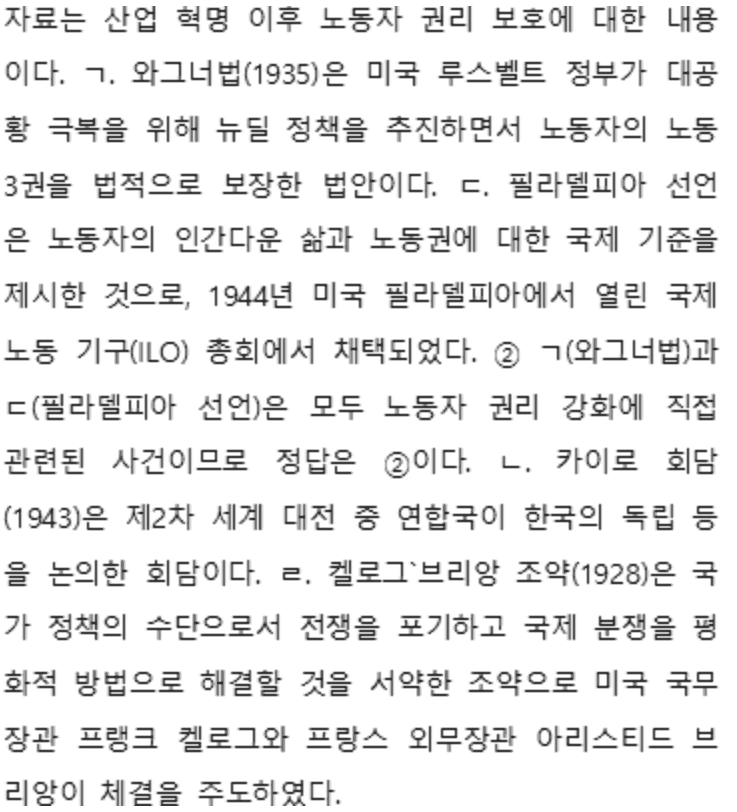 자료는 산업 혁명 이후 노동자 권리 보호에 대한 내용
이다. ㄱ. 와그너법(1935)은 미국 루스벨트 정부가 대공
황 극복을 위해 뉴딜 정책을 추진하면서 노동자의 노동
3권을 법적으로 보장한 법안이다. ㄷ. 필라델피아 선언
은 노동자의 인간다운 삶과 노동권에 대한 국제 기준을
제시한 것으로, 1944년 미국 필라델피아에서 열린 국제
노동 기구(ILO) 총회에서 채택되었다. ② ㄱ(와그너법)과
ㄷ(필라델피아 선언)은 모두 노동자 권리 강화에 직접
관련된 사건이므로 정답은 ②이다. ㄴ. 카이로 회담
(1943)은 제2차 세계 대전 중 연합국이 한국의 독립 등
을 논의한 회담이다. ㄹ. 켈로그`브리앙 조약(1928)은 국
가 정책의 수단으로서 전쟁을 포기하고 국제 분쟁을 평
화적 방법으로 해결할 것을 서약한 조약으로 미국 국무
장관 프랭크 켈로그와 프랑스 외무장관 아리스티드 브
리앙이 체결을 주도하였다.